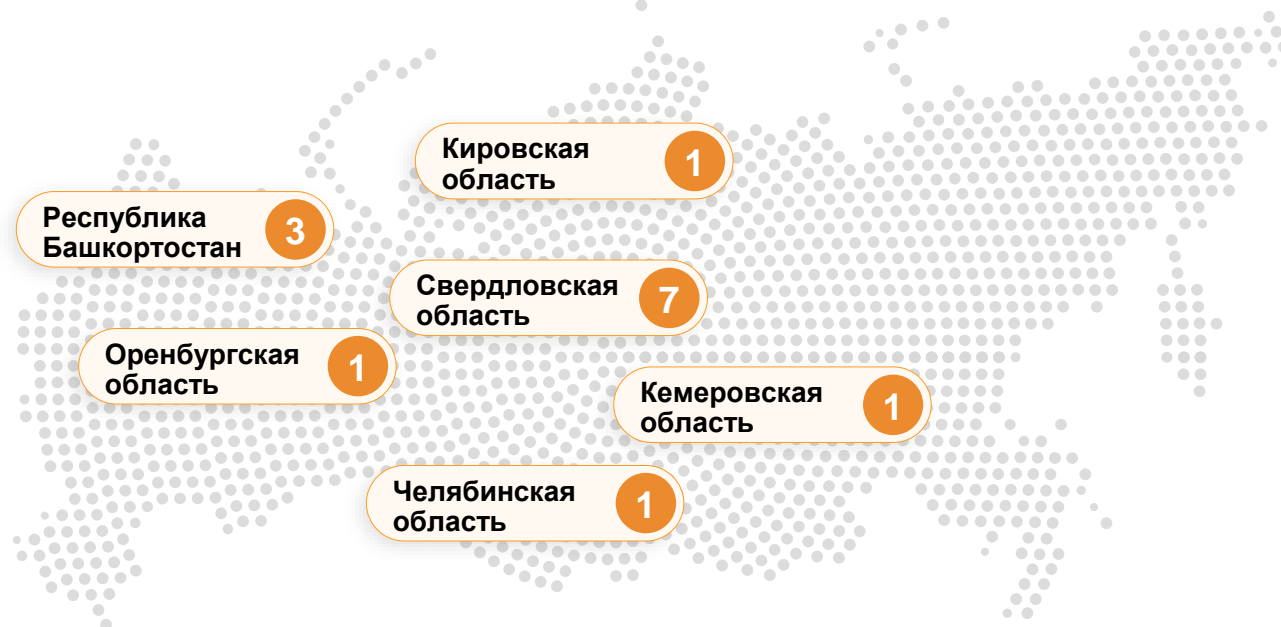 Кировская
область
1
Республика
Башкортостан
3
Свердловская
область
7
Оренбургская
область
1
Кемеровская
область
1
Челябинская
область
1